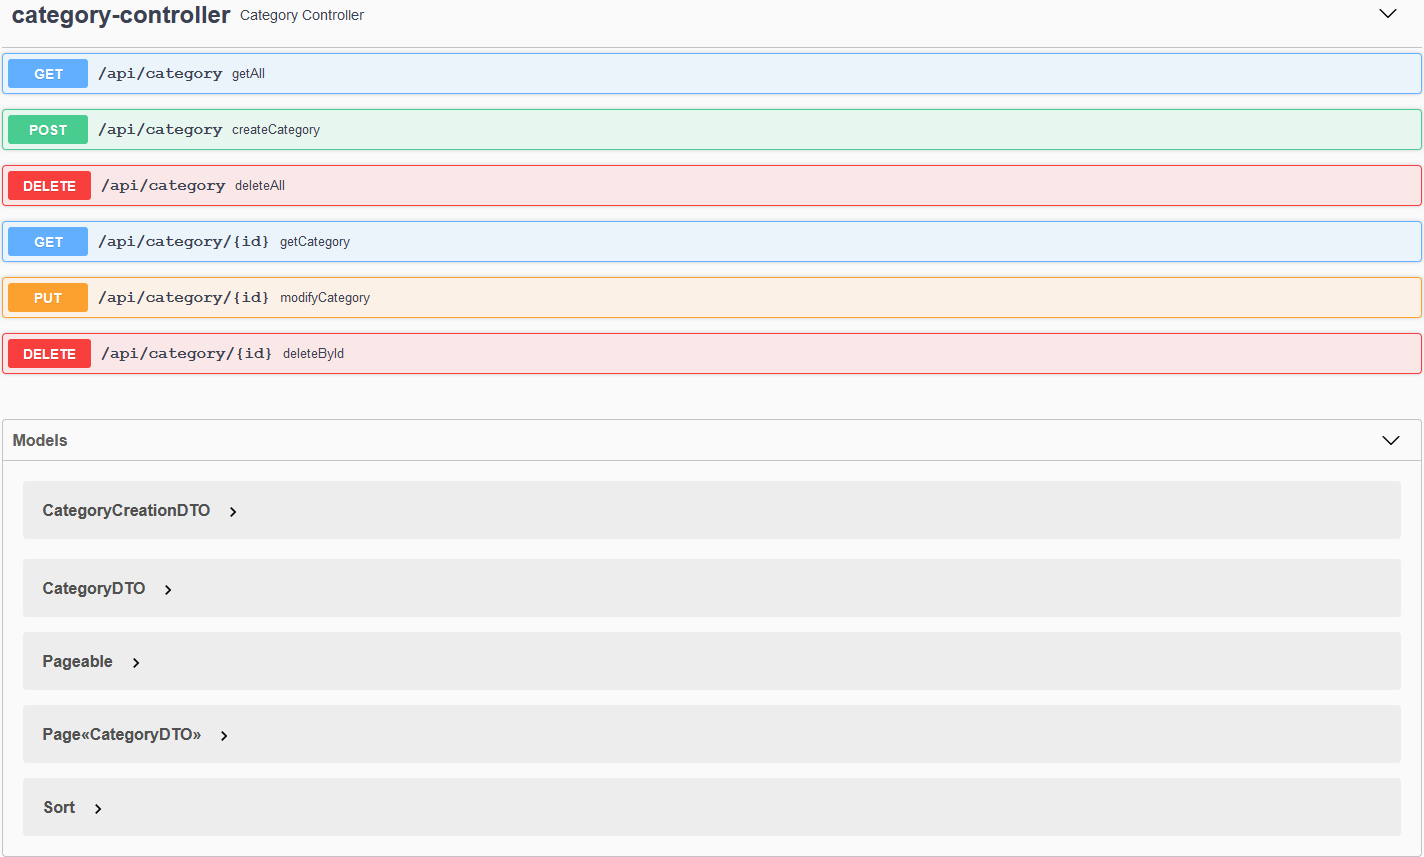 category-controller Category Controller
GET /api/category getAll
POST /api/category createCategory
DELETE /api/category deleteAll
GET /api/category/{id} getCategory
PUT /api/category/{id} modifyCategory
DELETE /api/category/{id} deleteById
Models
CategoryCreationDTO
CategoryDTO
Pageable
Page«CategoryDTO»
Sort